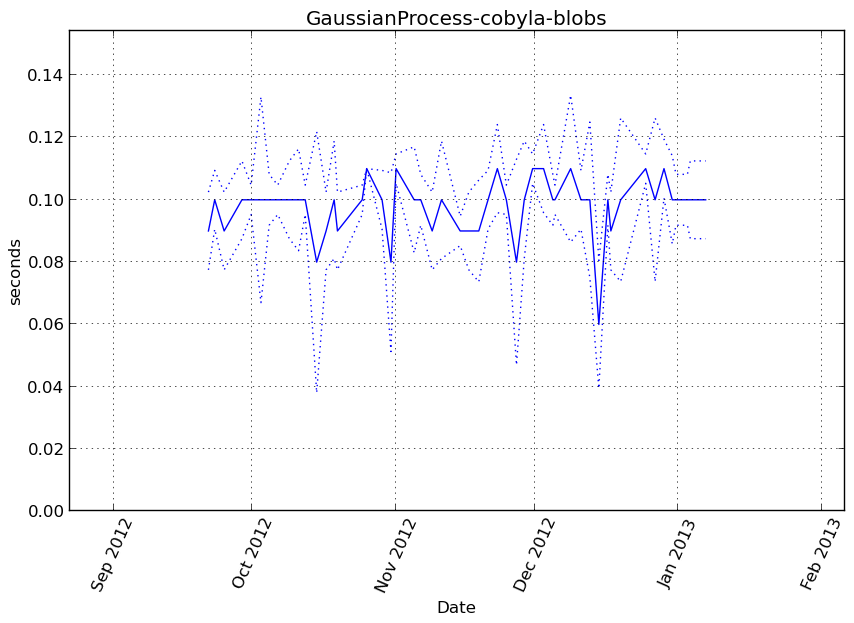 GaussianProcess-cobyla-blobs
0.14
0.12
0.10
0.08
0.06
0.04
0.02
0.00
seconds
Sep 2012
Oct 2012
Nov 2012
Dec 2012
Jan 2013
Feb 2013
Date